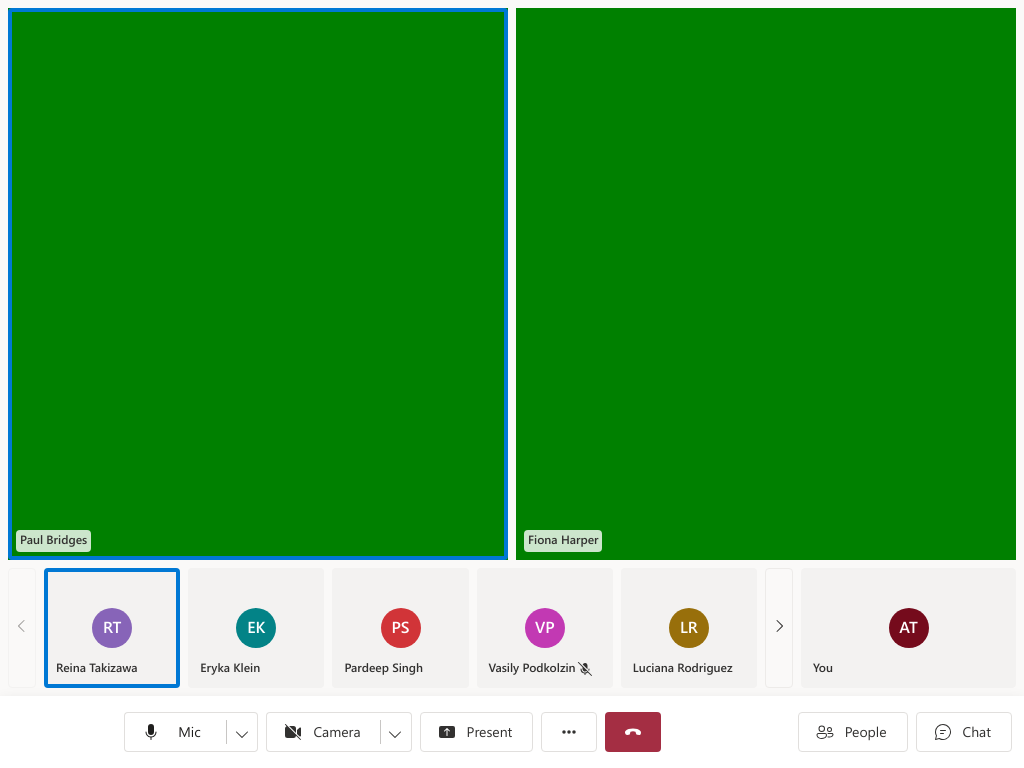 Paul Bridges
Fiona Harper
RT
Reina Takizawa
EK
Eryka Klein
PS
Pardeep Singh
VP
Vasily Podkolzin
LR
Luciana Rodriguez
AT
You
Mic
Camera
Present
People
Chat